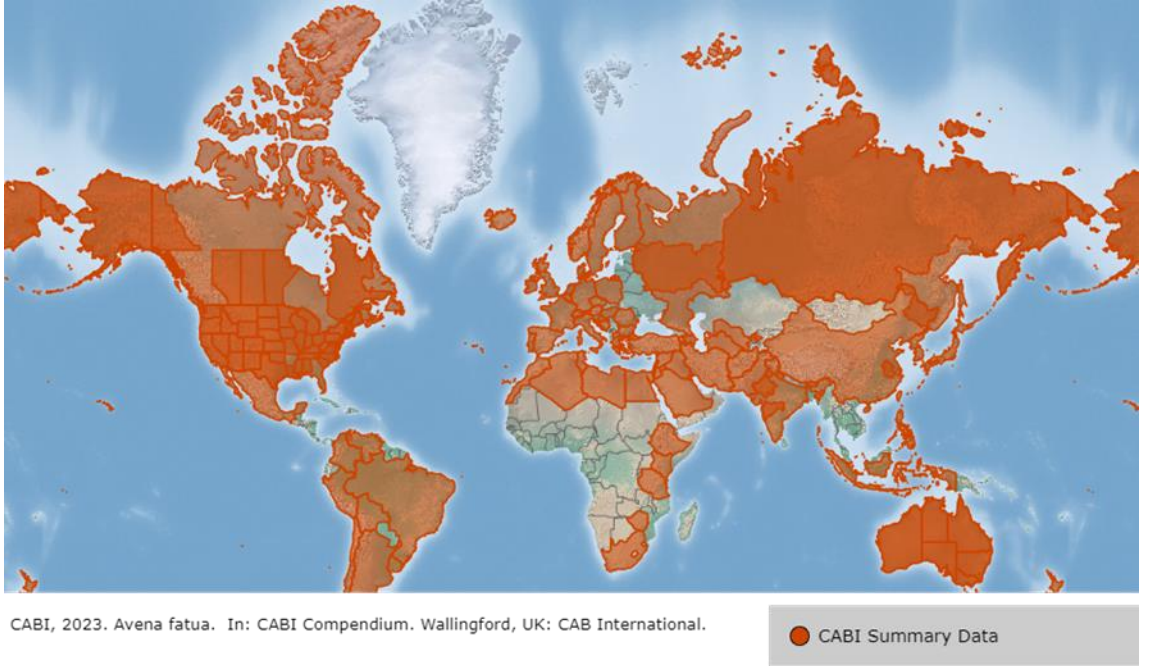 CABI, 2023. Avena fatua.  In: CABI Compendium. Wallingford, UK: CAB International.
CABI Summary Data